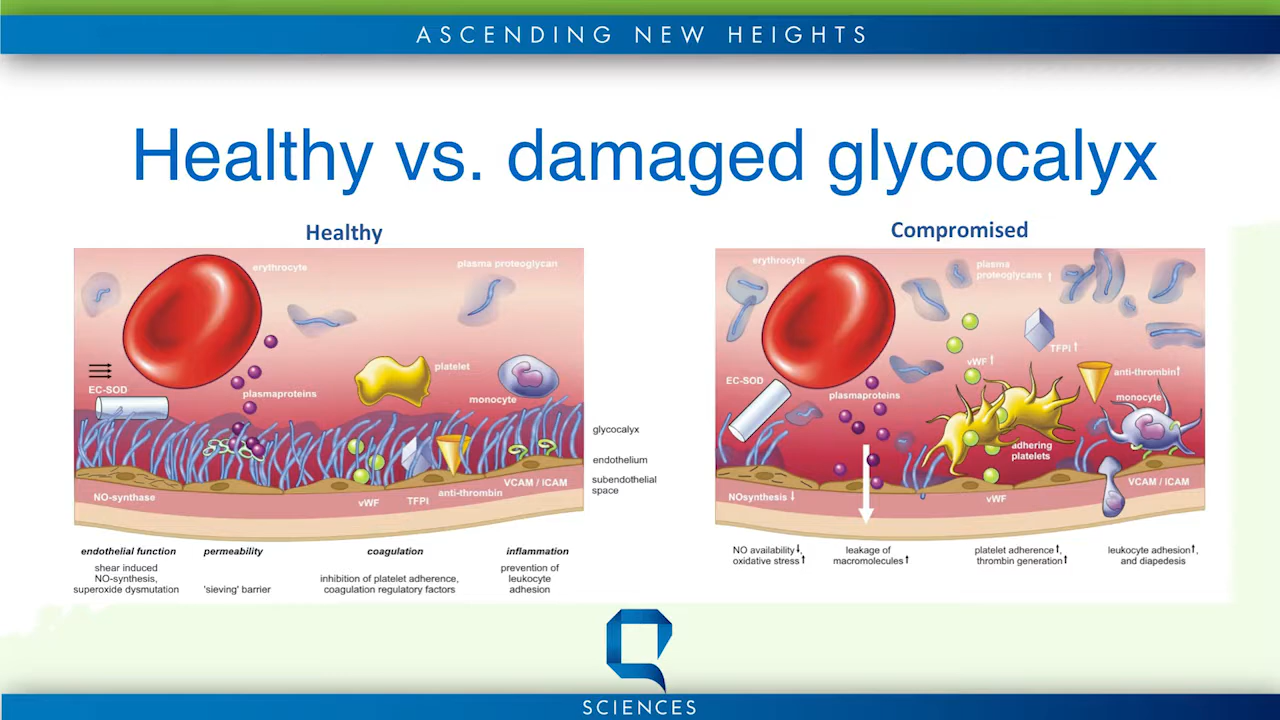 ASCENDING NEW HEIGHTS
Healthy vs. damaged glycocalyx
Healthy
erythrocyte
plasma proteoglycan
EC-SOD
plasmaproteins
platelet
monocyte
glycocalyx
endothelium
subendothelial
space
NO-synthase
vWF
TFPI
anti-thrombin
VCAM / ICAM
endothelial function
shear induced
NO-synthesis,
superoxide dysmutation
permeability
'sieving' barrier
coagulation
inhibition of platelet adherence,
coagulation regulatory factors
inflammation
prevention of
leukocyte
adhesion
Compromised
erythrocyte
plasma
proteoglycans ↑
TFPI ↑
vWF ↑
anti-thrombin↑
EC-SOD
plasmaproteins
monocyte
adhering
platelets
NOsynthesis ↓
vWF
VCAM / ICAM
NO availability↓,
oxidative stress↑
leakage of
macromolecules↑
platelet adherence↑,
thrombin generation↑
leukocyte adhesion↑,
and diapedesis
SCIENCES